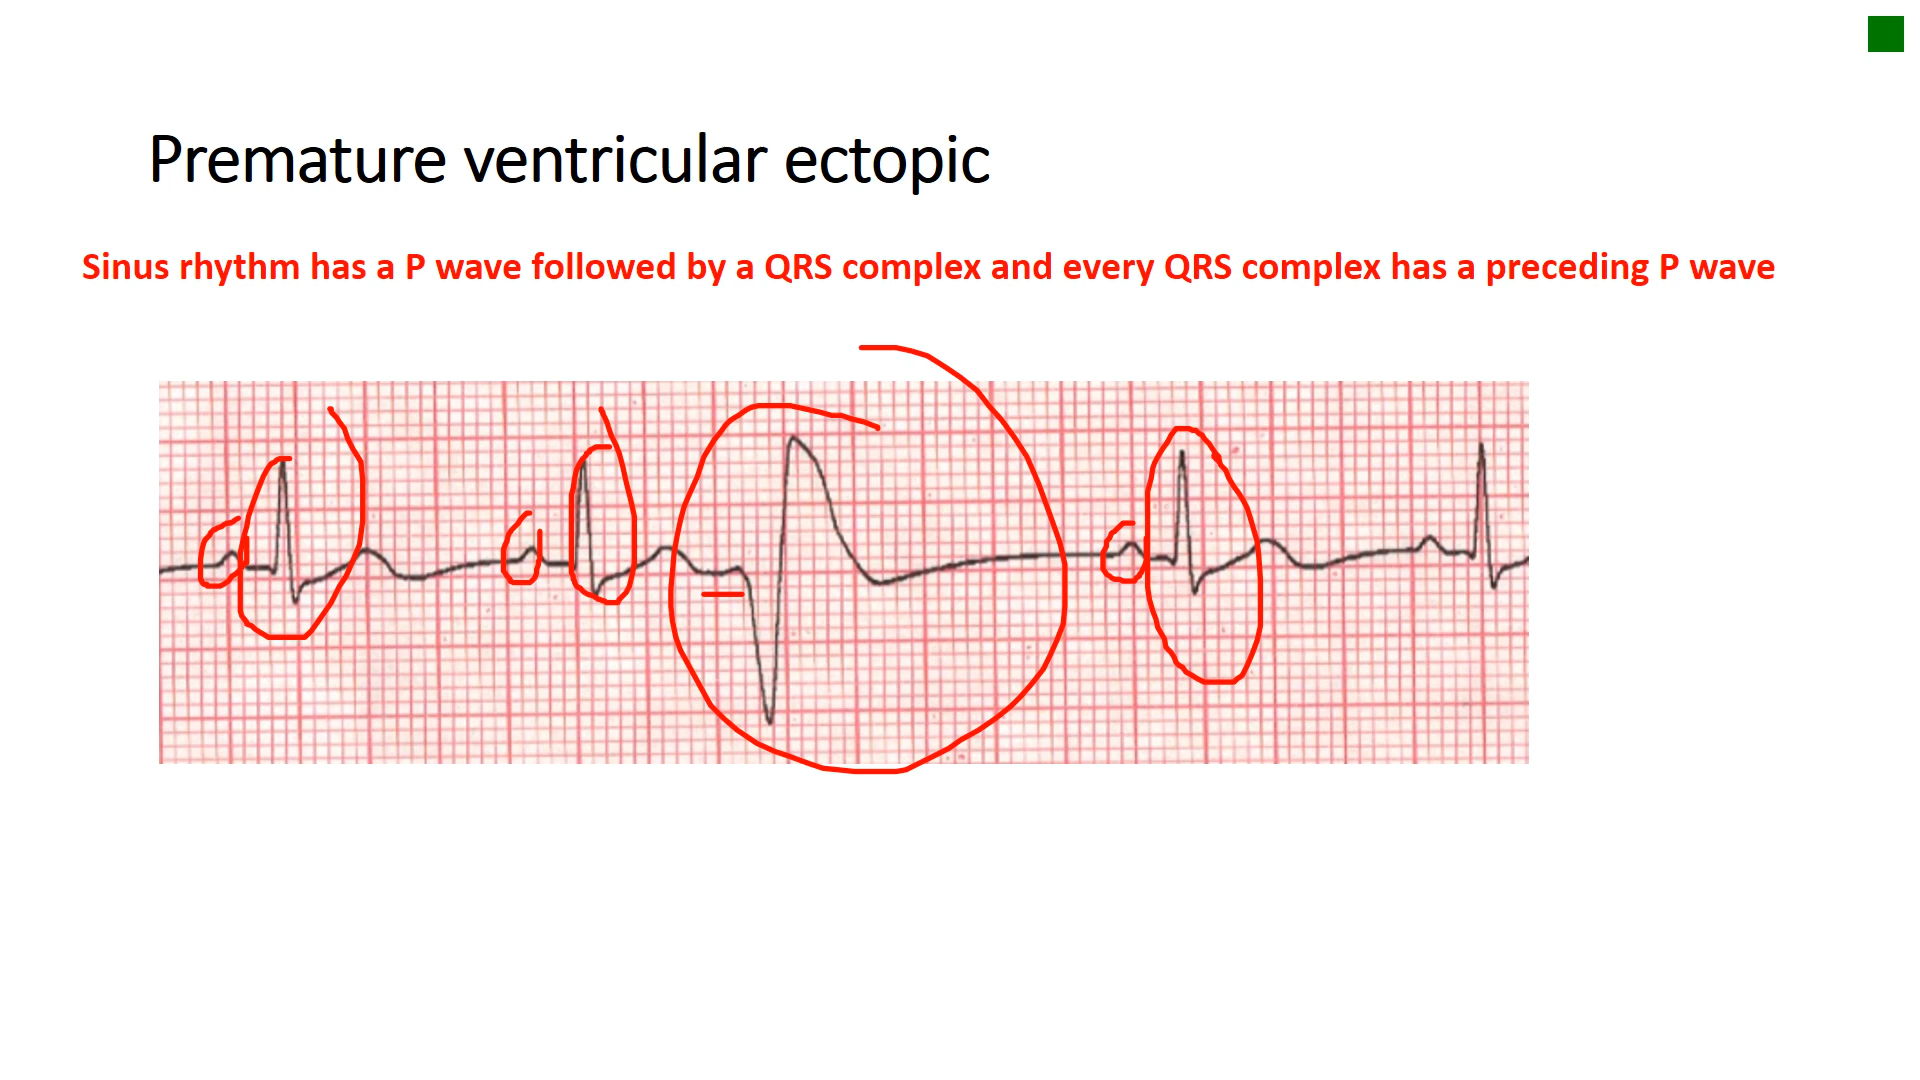 Premature ventricular ectopic
Sinus rhythm has a P wave followed by a QRS complex and every QRS complex has a preceding P wave